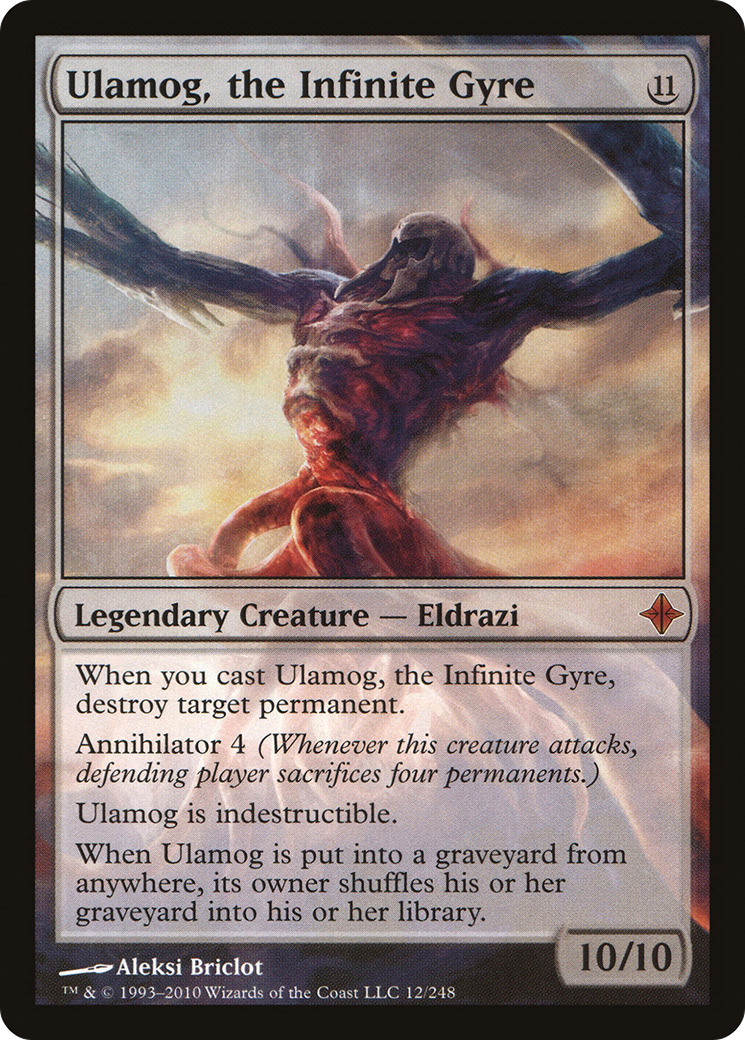 Ulamog, the Infinite Gyre
11
Legendary Creature — Eldrazi
When you cast Ulamog, the Infinite Gyre,
destroy target permanent.
Annihilator 4 (Whenever this creature attacks,
defending player sacrifices four permanents.)
Ulamog is indestructible.
When Ulamog is put into a graveyard from
anywhere, its owner shuffles his or her
graveyard into his or her library.
10/10
Aleksi Briclot
™ & © 1993–2010 Wizards of the Coast LLC 12/248